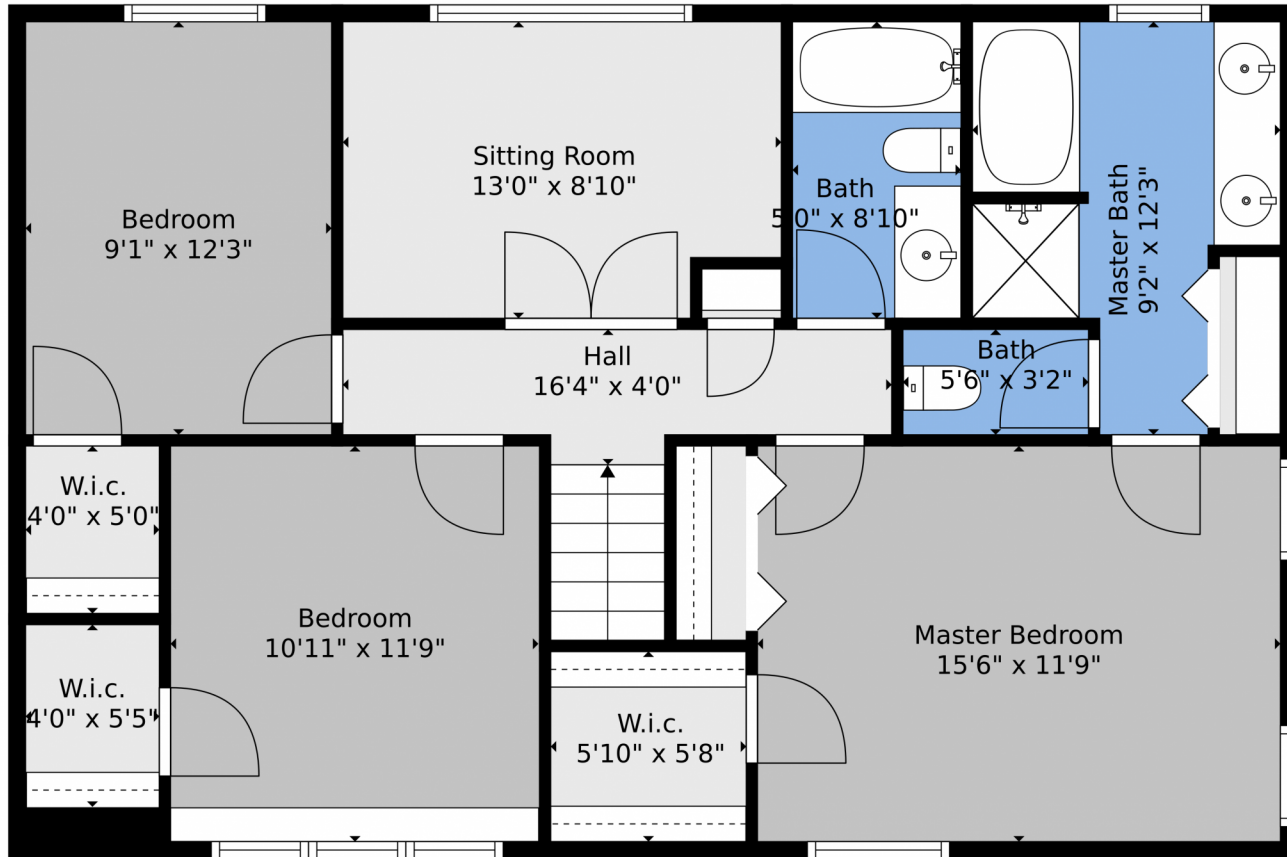 Bedroom
9'1" x 12'3"
Sitting Room
13'0" x 8'10"
Bath
5'0" x 8'10"
Master Bath
9'2" x 12'3"
Hall
16'4" x 4'0"
Bath
5'6" x 3'2"
W.i.c.
4'0" x 5'0"
W.i.c.
4'0" x 5'5"
Bedroom
10'11" x 11'9"
W.i.c.
5'10" x 5'8"
Master Bedroom
15'6" x 11'9"